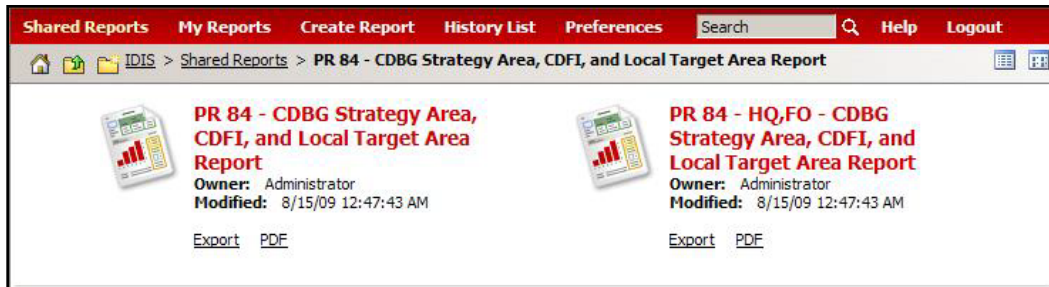 Shared Reports My Reports Create Report History List Preferences Search Help Logout
IDIS > Shared Reports > PR 84 - CDBG Strategy Area, CDFI, and Local Target Area Report
PR 84 - CDBG Strategy Area,
CDFI, and Local Target Area
Report
Owner: Administrator
Modified: 8/15/09 12:47:43 AM
Export PDF
PR 84 - HQ,FO - CDBG
Strategy Area, CDFI, and
Local Target Area Report
Owner: Administrator
Modified: 8/15/09 12:47:43 AM
Export PDF